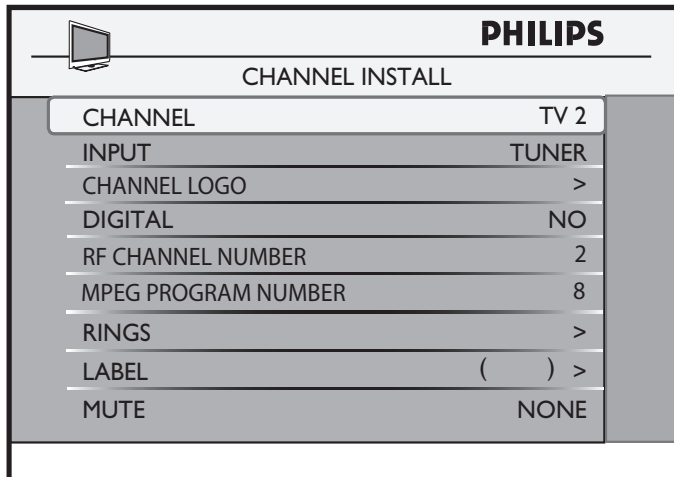 PHILIPS
CHANNEL INSTALL
CHANNEL TV 2
INPUT TUNER
CHANNEL LOGO >
DIGITAL NO
RF CHANNEL NUMBER 2
MPEG PROGRAM NUMBER 8
RINGS >
LABEL ( ) >
MUTE NONE